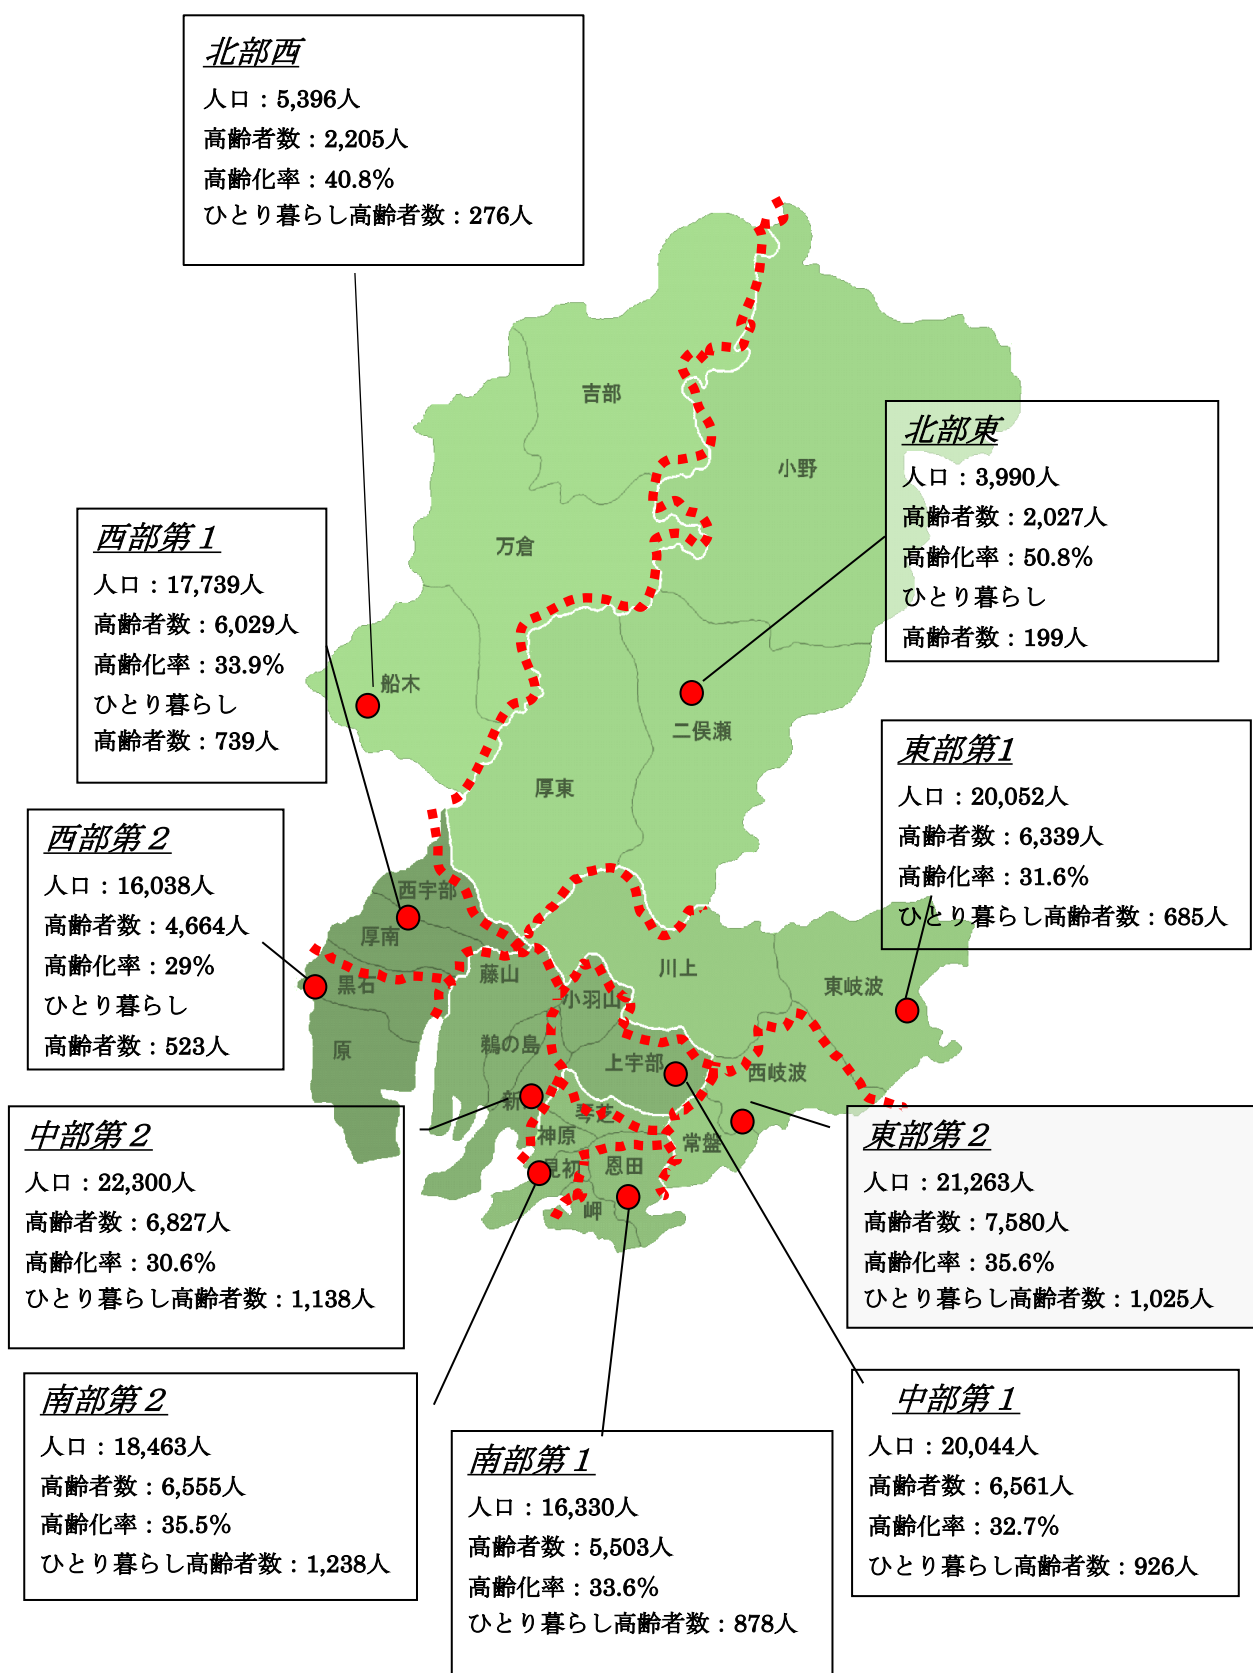 北部西
人口：5,396人
高齢者数：2,205人
高齢化率：40.8%
ひとり暮らし高齢者数：276人
吉部
小野
万倉
船木
二俣瀬
厚東
北部東
人口：3,990人
高齢者数：2,027人
高齢化率：50.8%
ひとり暮らし
高齢者数：199人
西部第１
人口：17,739人
高齢者数：6,029人
高齢化率：33.9%
ひとり暮らし
高齢者数：739人
東部第1
人口：20,052人
高齢者数：6,339人
高齢化率：31.6%
ひとり暮らし高齢者数：685人
西部第２
人口：16,038人
高齢者数：4,664人
高齢化率：29%
ひとり暮らし
高齢者数：523人
西宇部
厚南
黒石
原
藤山
川上
小羽山
東岐波
鵜の島
上宇部
西岐波
新
琴芝
神原
常盤
見初
恩田
岬
中部第２
人口：22,300人
高齢者数：6,827人
高齢化率：30.6%
ひとり暮らし高齢者数：1,138人
東部第２
人口：21,263人
高齢者数：7,580人
高齢化率：35.6%
ひとり暮らし高齢者数：1,025人
南部第２
人口：18,463人
高齢者数：6,555人
高齢化率：35.5%
ひとり暮らし高齢者数：1,238人
南部第１
人口：16,330人
高齢者数：5,503人
高齢化率：33.6%
ひとり暮らし高齢者数：878人
中部第１
人口：20,044人
高齢者数：6,561人
高齢化率：32.7%
ひとり暮らし高齢者数：926人